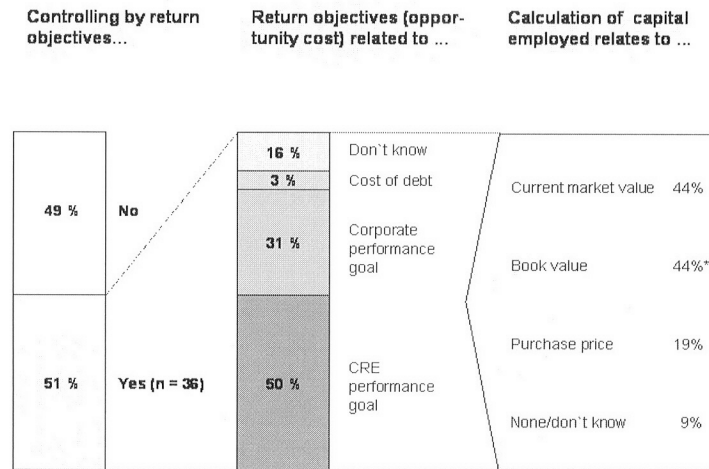 Controlling by return
objectives...
Return objectives (oppor-
tunity cost) related to ...
Calculation of capital
employed relates to ...
49 %
No
51 %
Yes (n = 36)
16 %
Don`t know
3 %
Cost of debt
31 %
Corporate
performance
goal
50 %
CRE
performance
goal
Current market value 44%
Book value 44%*
Purchase price 19%
None/don`t know 9%